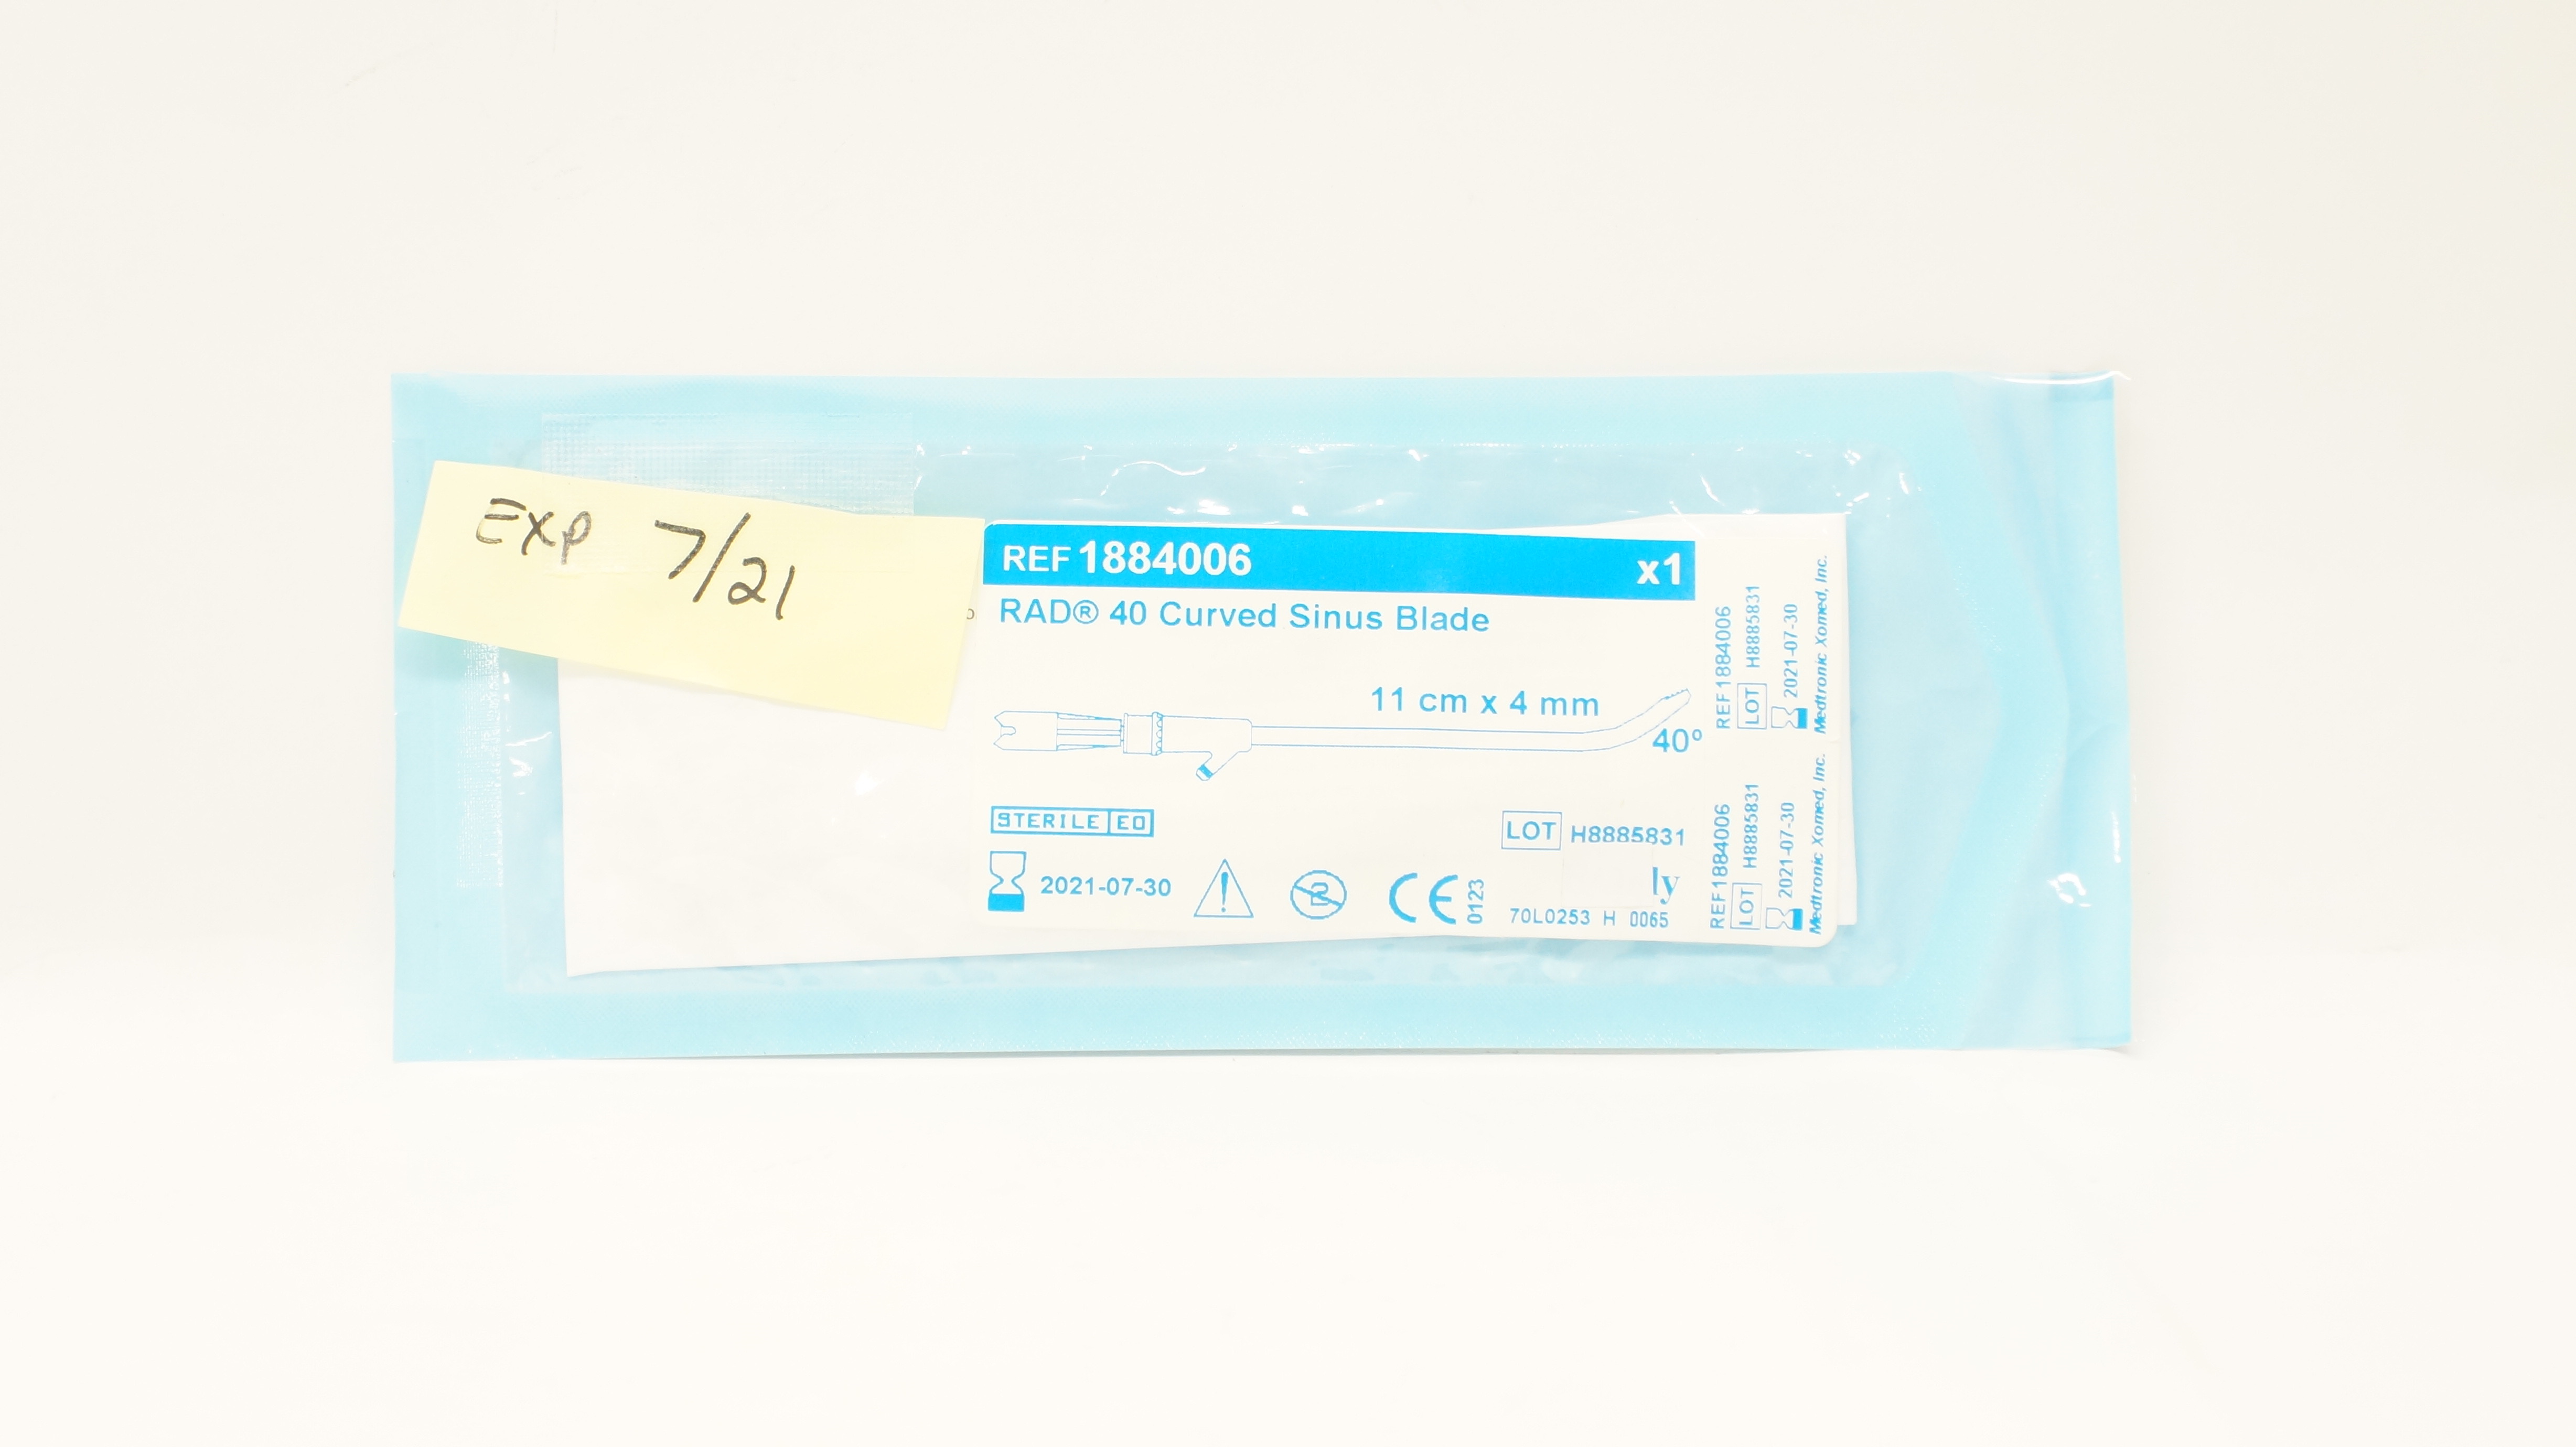 Exp 7/21
REF 1884006 x1
RAD® 40 Curved Sinus Blade
11 cm x 4 mm
40°
STERILE EO
LOT H8885831
2021-07-30
CE 0123
ly
70L0253 H 0065
REF 1884006
LOT H8885831
2021-07-30
Medtronic Xomed, Inc.
REF 1884006
LOT H8885831
2021-07-30
Medtronic Xomed, Inc.